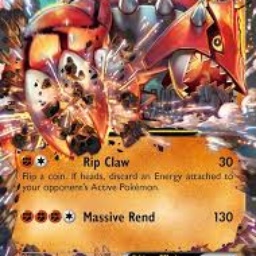 Rip Claw 30
Flip a coin. If heads, discard an Energy attached to
your opponent's Active Pokémon.
Massive Rend 130